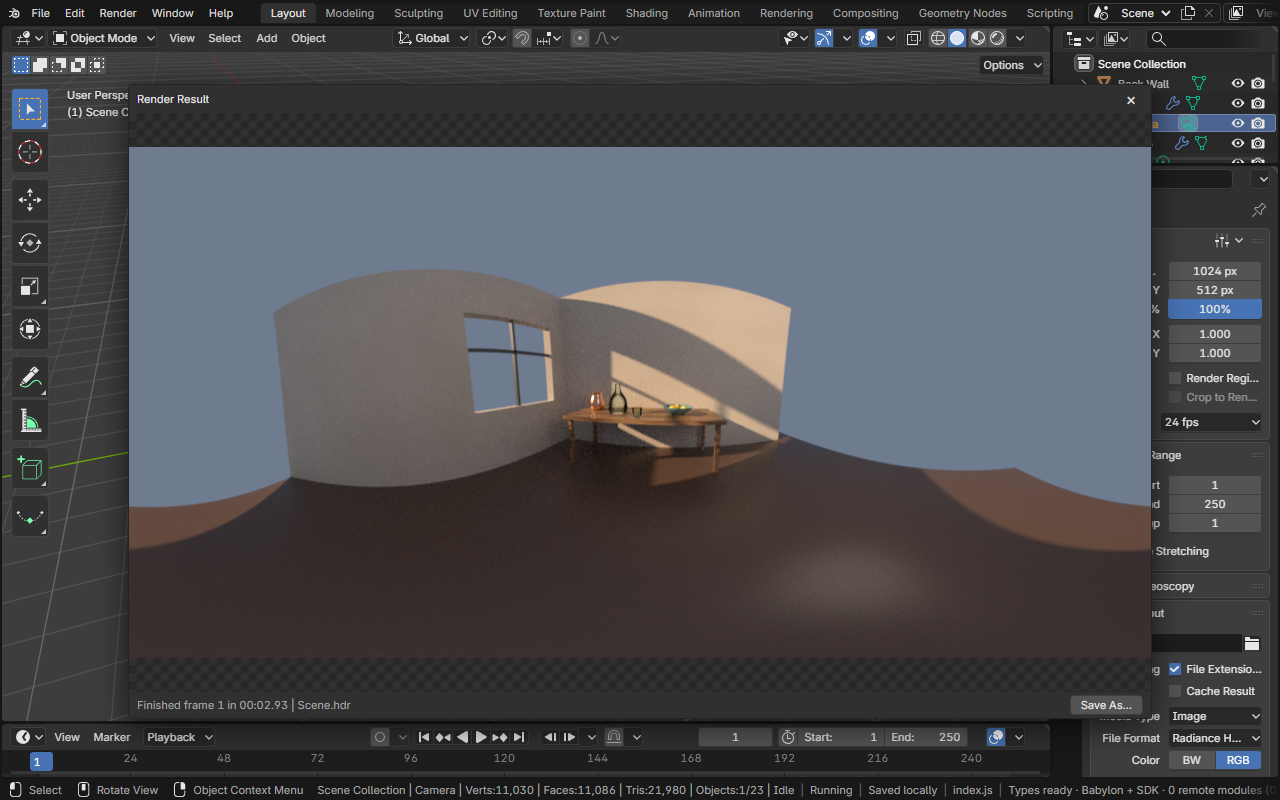 File Edit Render Window Help Layout Modeling Sculpting UV Editing Texture Paint Shading Animation Rendering Compositing Geometry Nodes Scripting Scene
Object Mode View Select Add Object Global
Options
Scene Collection
User Perspe
(1) Scene C
Back Wall
Render Result
1024 px
Y 512 px
% 100%
X 1.000
Y 1.000
Render Regi...
Crop to Ren...
24 fps
Range
rt 1
nd 250
p 1
Stretching
eoscopy
ut
g File Extensio...
Cache Result
Media Type Image
File Format Radiance H...
Color BW RGB
Finished frame 1 in 00:02.93 | Scene.hdr
Save As...
View Marker Playback 1 Start: 1 End: 250
1 24 48 72 96 120 144 168 192 216 240
Select Rotate View Object Context Menu Scene Collection | Camera | Verts:11,030 | Faces:11,086 | Tris:21,980 | Objects:1/23 | Idle | Running | Saved locally | index.js | Types ready · Babylon + SDK · 0 remote modules